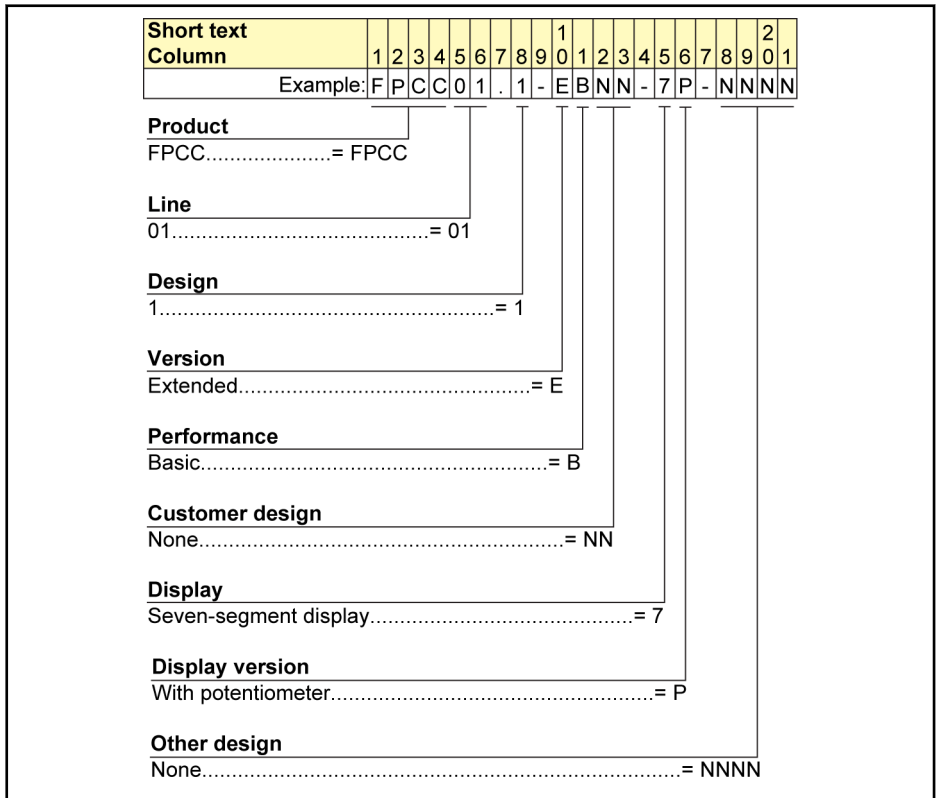 Short text 1 2
Column 1 2 3 4 5 6 7 8 9 0 1 2 3 4 5 6 7 8 9 0 1
Example: F P C C 0 1 . 1 - E B N N - 7 P - N N N N
Product
FPCC.....................= FPCC
Line
01...........................................= 01
Design
1........................................................= 1
Version
Extended.................................................= E
Performance
Basic..........................................................= B
Customer design
None.............................................................= NN
Display
Seven-segment display............................................= 7
Display version
With potentiometer......................................................= P
Other design
None................................................................................= NNNN